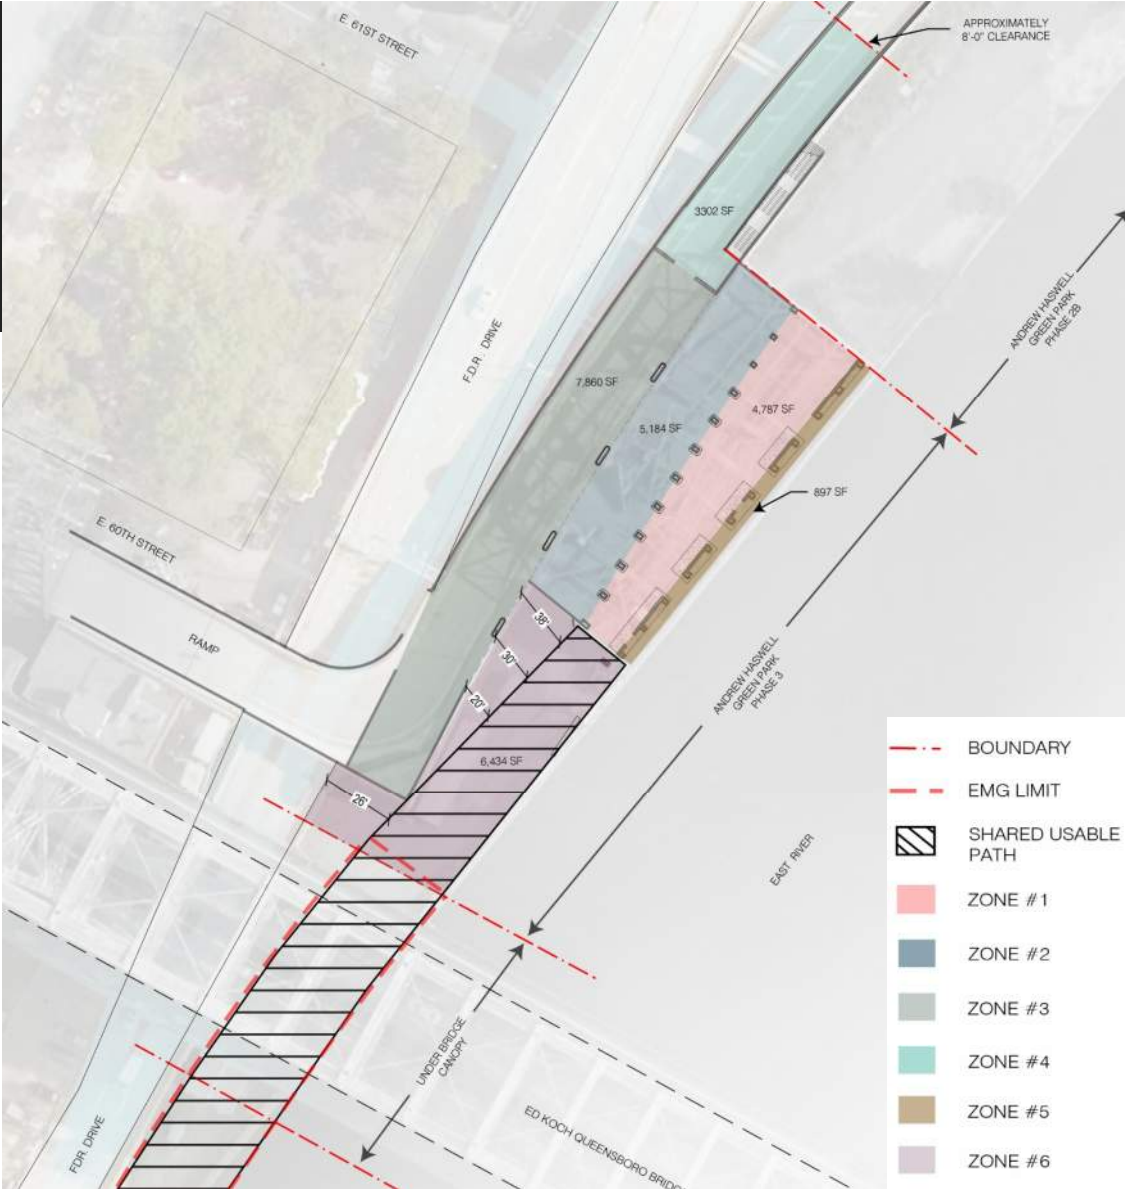 E. 61ST STREET
APPROXIMATELY
8'-0" CLEARANCE
3302 SF
ANDREW HASWELL
GREEN PARK
PHASE 2B
F.D.R. DRIVE
7,860 SF
4,787 SF
5,184 SF
897 SF
E. 60TH STREET
RAMP
38'
30'
20'
ANDREW HASWELL
GREEN PARK
PHASE 3
6,434 SF
26'
EAST RIVER
UNDER BRIDGE
CANOPY
FDR. DRIVE
ED KOCH QUEENSBORO BRIDG
BOUNDARY
EMG LIMIT
SHARED USABLE
PATH
ZONE #1
ZONE #2
ZONE #3
ZONE #4
ZONE #5
ZONE #6